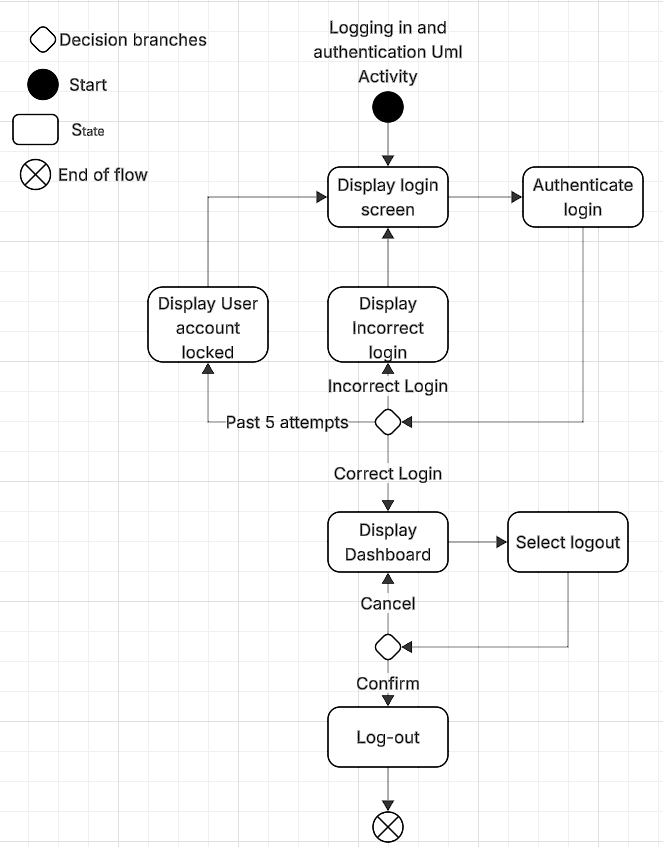 Decision branches
Start
State
End of flow
Logging in and
authentication Uml
Activity
Display login
screen
Authenticate
login
Display User
account
locked
Display
Incorrect
login
Incorrect Login
Past 5 attempts
Correct Login
Display
Dashboard
Select logout
Cancel
Confirm
Log-out